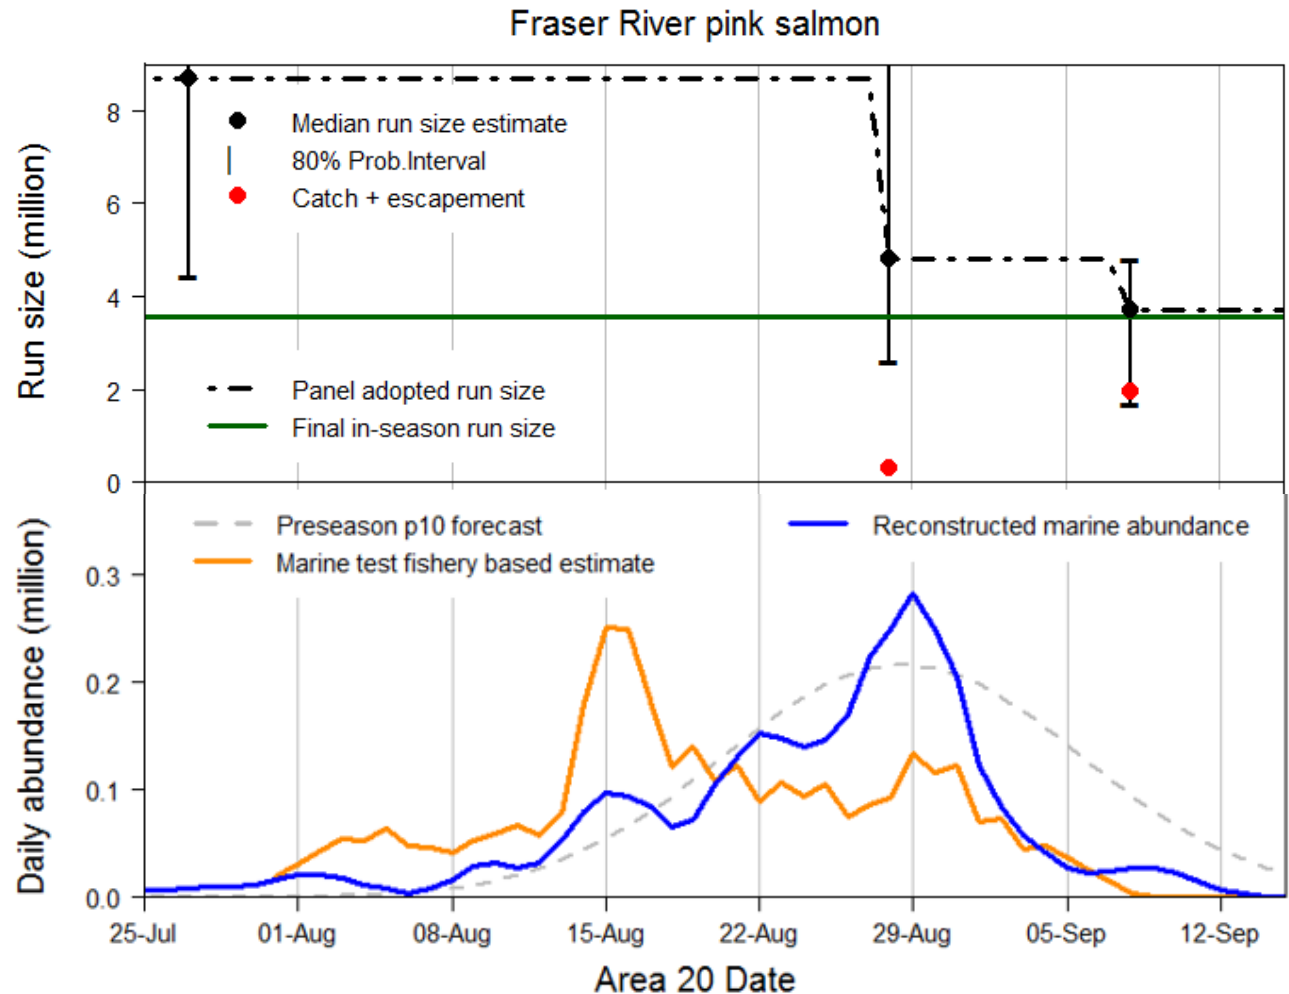 Fraser River pink salmon
Run size (million)
8
6
4
2
0
Median run size estimate
80% Prob.Interval
Catch + escapement
Panel adopted run size
Final in-season run size
Daily abundance (million)
0.3
0.2
0.1
0.0
Preseason p10 forecast
Marine test fishery based estimate
Reconstructed marine abundance
25-Jul 01-Aug 08-Aug 15-Aug 22-Aug 29-Aug 05-Sep 12-Sep
Area 20 Date